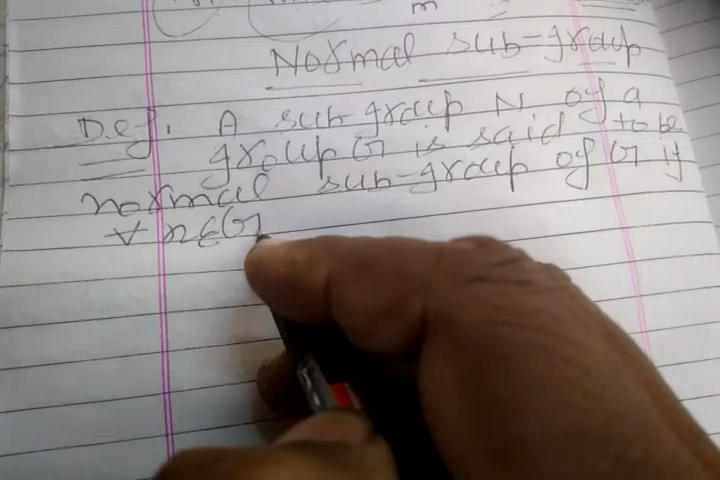 m
Normal sub-group
Def. A sub group N of a
group G is said to be
normal sub-group of G if
∀ x∈G